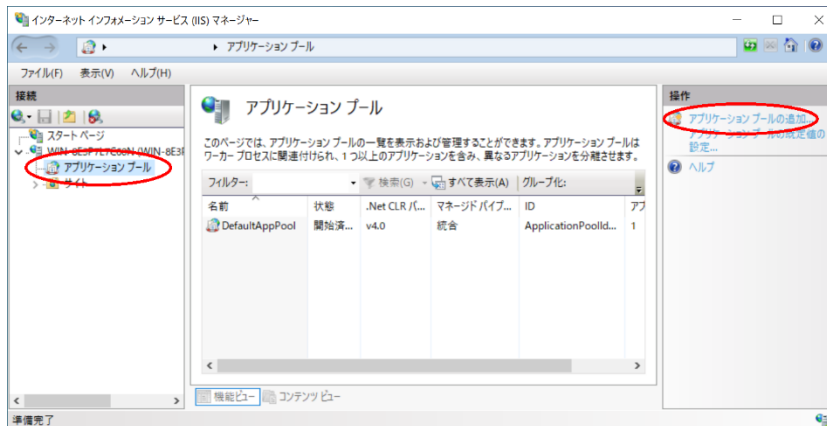 インターネット インフォメーション サービス (IIS) マネージャー
アプリケーション プール
ファイル(F) 表示(V) ヘルプ(H)
接続
スタート ページ
アプリケーション プール
サイト
アプリケーション プール
このページでは、アプリケーション プールの一覧を表示および管理することができます。アプリケーション プールは
ワーカー プロセスに関連付けられ、1 つ以上のアプリケーションを含み、異なるアプリケーションを分離させます。
フィルター: 検索(G) すべて表示(A) グループ化:
名前 状態 .Net CLR バ... マネージド パイプ... ID アプ
DefaultAppPool 開始済... v4.0 統合 ApplicationPoolId... 1
機能ビュー コンテンツ ビュー
操作
アプリケーション プールの追加...
アプリケーション プールの既定値の
設定...
ヘルプ
準備完了